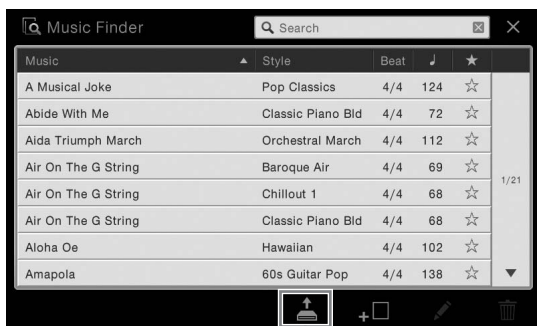 Music Finder Search
Music Style Beat ♩ ★
A Musical Joke Pop Classics 4/4 124 ☆
Abide With Me Classic Piano Bld 4/4 72 ☆
Aida Triumph March Orchestral March 4/4 112 ☆
Air On The G String Baroque Air 4/4 69 ☆
Air On The G String Chillout 1 4/4 68 ☆
Air On The G String Classic Piano Bld 4/4 68 ☆
Aloha Oe Hawaiian 4/4 102 ☆
Amapola 60s Guitar Pop 4/4 138 ☆
1/21